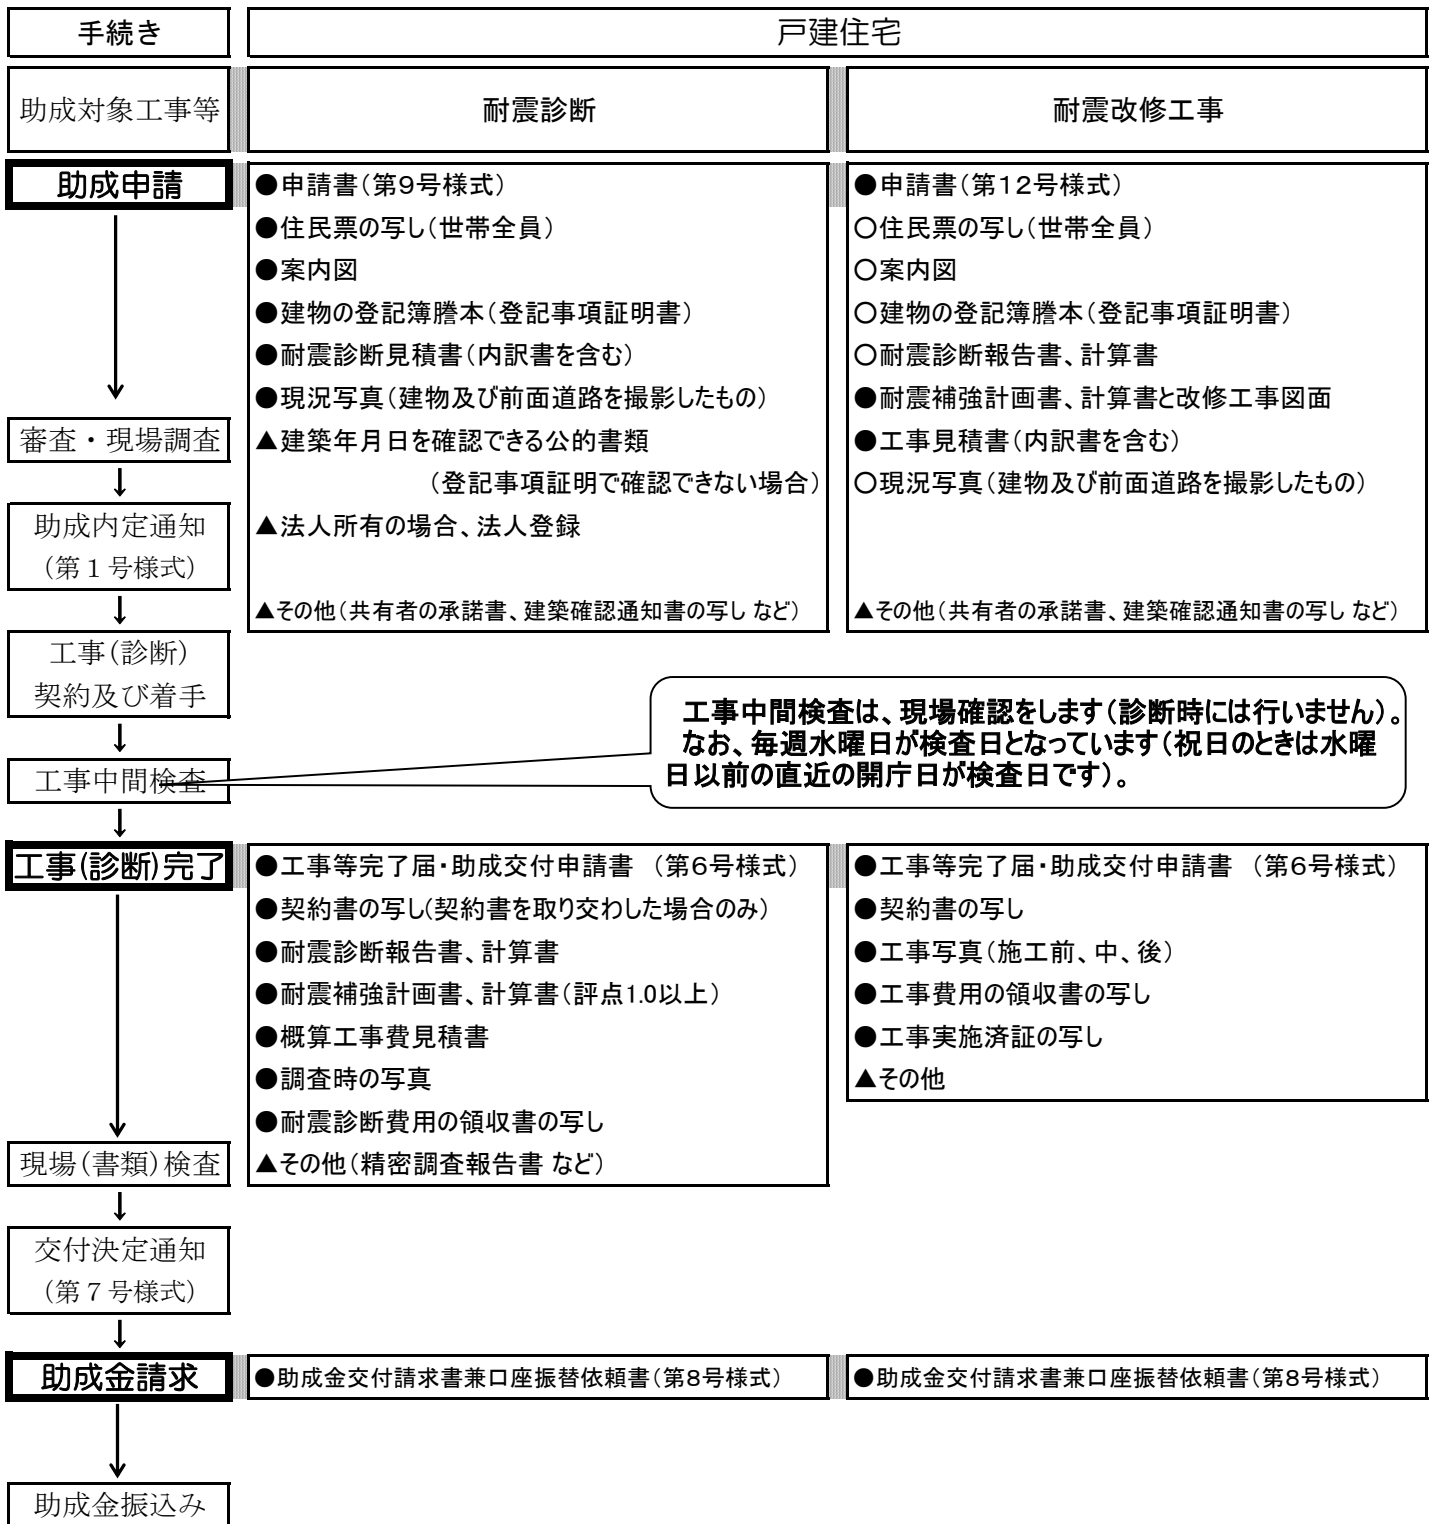 手続き
戸建住宅
助成対象工事等
耐震診断
耐震改修工事
助成申請
●申請書(第9号様式)
●住民票の写し(世帯全員)
●案内図
●建物の登記簿謄本(登記事項証明書)
●耐震診断見積書(内訳書を含む)
●現況写真(建物及び前面道路を撮影したもの)
▲建築年月日を確認できる公的書類
(登記事項証明で確認できない場合)
▲法人所有の場合、法人登録
▲その他(共有者の承諾書、建築確認通知書の写し など)
●申請書(第12号様式)
○住民票の写し(世帯全員)
○案内図
○建物の登記簿謄本(登記事項証明書)
○耐震診断報告書、計算書
●耐震補強計画書、計算書と改修工事図面
●工事見積書(内訳書を含む)
○現況写真(建物及び前面道路を撮影したもの)
▲その他(共有者の承諾書、建築確認通知書の写し など)
↓
審査・現場調査
↓
助成内定通知
(第1号様式)
↓
工事(診断)
契約及び着手
↓
工事中間検査
工事中間検査は、現場確認をします(診断時には行いません)。
なお、毎週水曜日が検査日となっています(祝日のときは水曜
日以前の直近の開庁日が検査日です)。
↓
工事(診断)完了
●工事等完了届・助成交付申請書 (第6号様式)
●契約書の写し(契約書を取り交わした場合のみ)
●耐震診断報告書、計算書
●耐震補強計画書、計算書(評点1.0以上)
●概算工事費見積書
●調査時の写真
●耐震診断費用の領収書の写し
▲その他(精密調査報告書 など)
●工事等完了届・助成交付申請書 (第6号様式)
●契約書の写し
●工事写真(施工前、中、後)
●工事費用の領収書の写し
●工事実施済証の写し
▲その他
↓
現場(書類)検査
↓
交付決定通知
(第7号様式)
↓
助成金請求
●助成金交付請求書兼口座振替依頼書(第8号様式)
●助成金交付請求書兼口座振替依頼書(第8号様式)
↓
助成金振込み